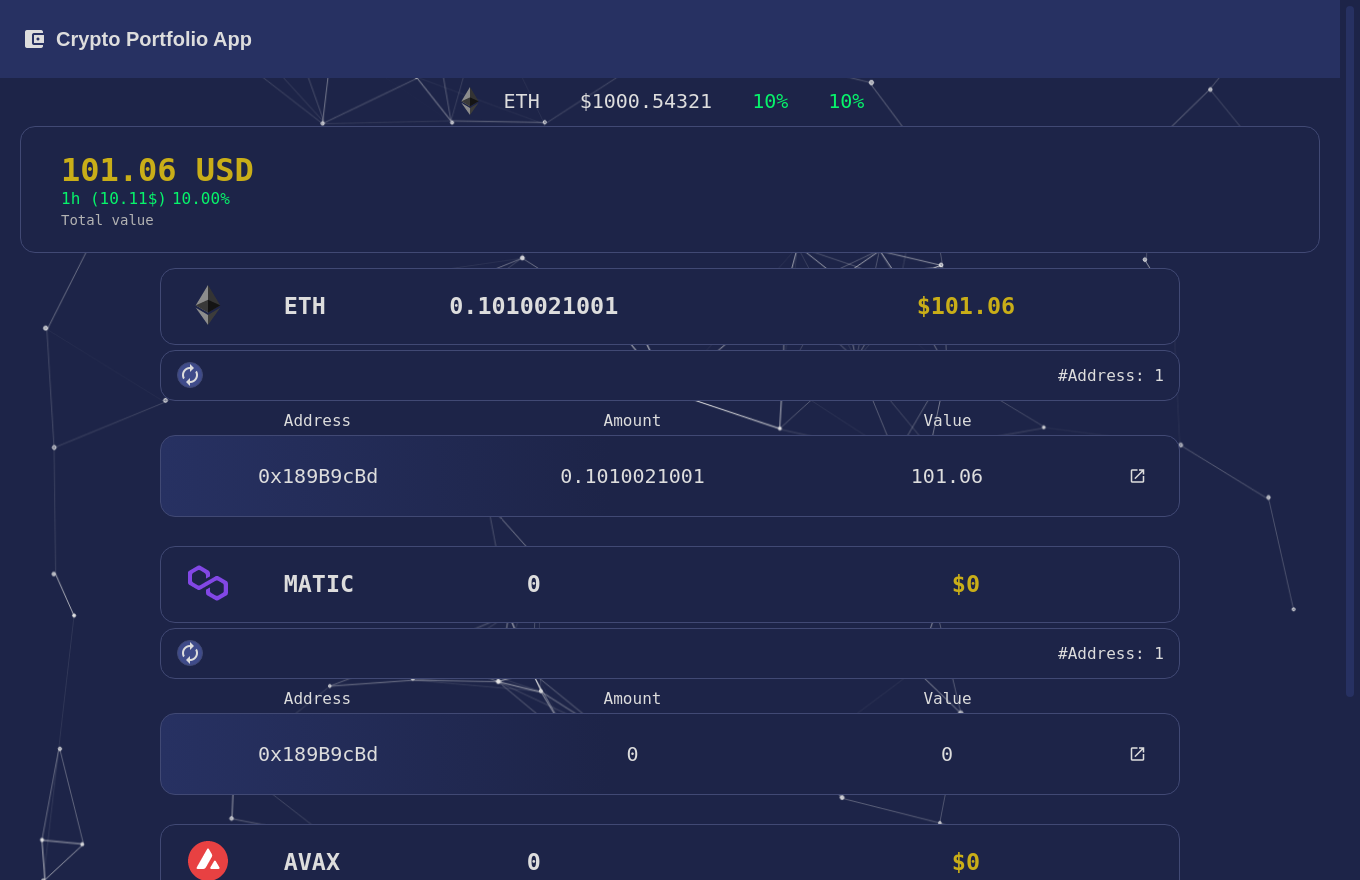 Crypto Portfolio App
ETH $1000.54321 10% 10%
101.06 USD
1h (10.11$) 10.00%
Total value
ETH 0.1010021001 $101.06
#Address: 1
Address Amount Value
0x189B9cBd 0.1010021001 101.06
MATIC 0 $0
#Address: 1
Address Amount Value
0x189B9cBd 0 0
AVAX 0 $0